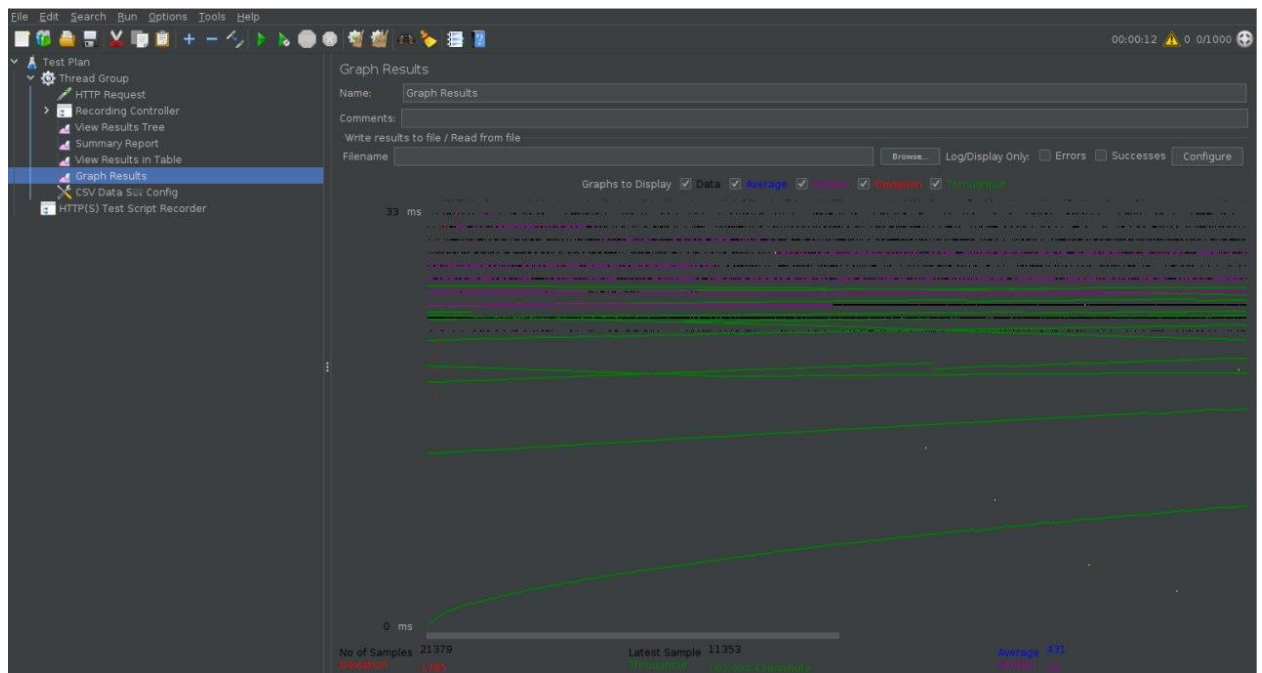 File Edit Search Run Options Tools Help
00:00:12 0 0/1000
Test Plan
Thread Group
HTTP Request
Recording Controller
View Results Tree
Summary Report
View Results in Table
Graph Results
CSV Data Set Config
HTTP(S) Test Script Recorder
Graph Results
Name: Graph Results
Comments:
Write results to file / Read from file
Filename Browse... Log/Display Only: Errors Successes Configure
Graphs to Display Data Average Median Deviation Throughput
33 ms
0 ms
No of Samples 21379 Latest Sample 11353 Average 431
Deviation 1785 Throughput